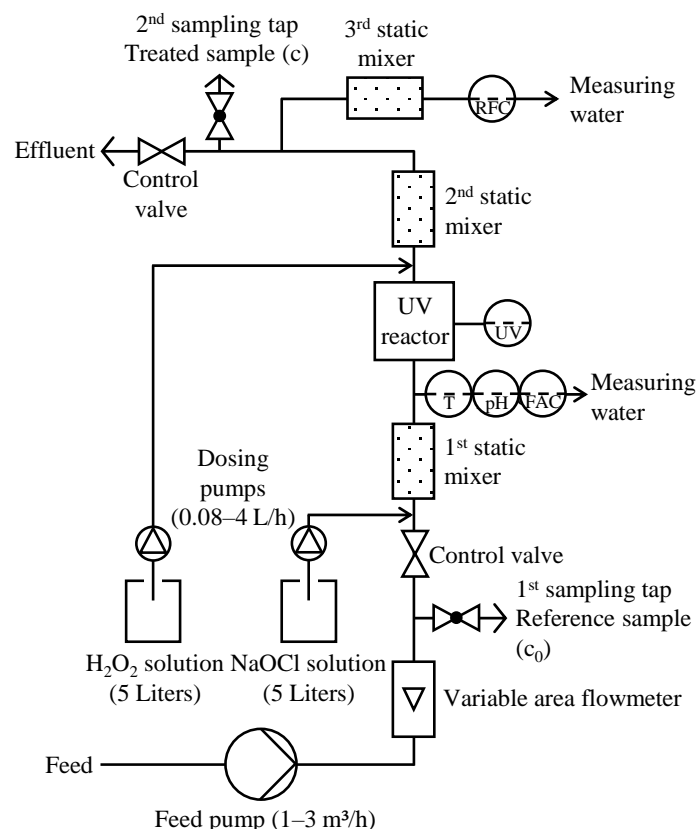 2nd sampling tap
Treated sample (c)
3rd static
mixer
RFC
Measuring
water
Effluent
Control
valve
2nd static
mixer
UV
reactor
UV
T
pH
FAC
Measuring
water
1st static
mixer
Dosing
pumps
(0.08–4 L/h)
Control valve
1st sampling tap
Reference sample
(c₀)
H₂O₂ solution
(5 Liters)
NaOCl solution
(5 Liters)
Variable area flowmeter
Feed
Feed pump (1–3 m³/h)